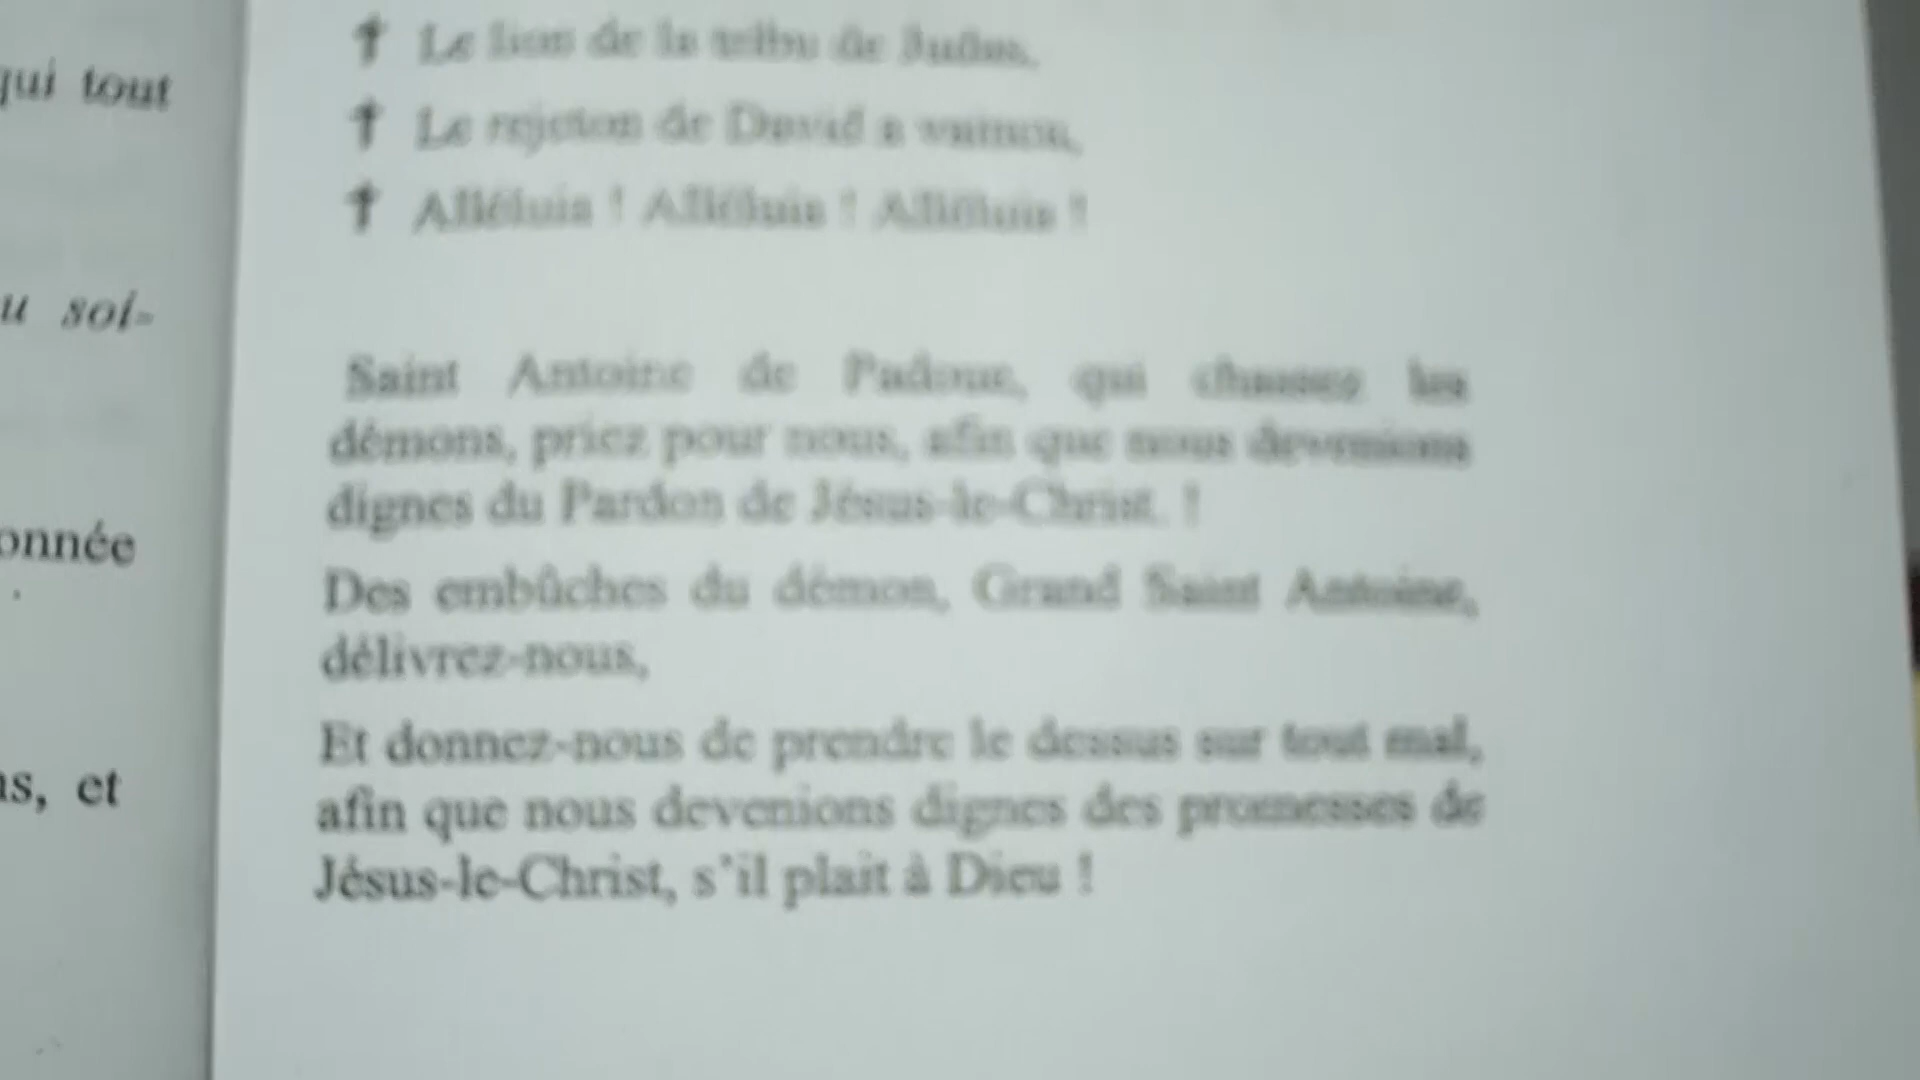 qui tout
u soi-
onnée
ns, et
† Le lion de la tribu de Judas,
† Le rejeton de David a vaincu,
† Alléluia ! Alléluia ! Alléluia !
Saint Antoine de Padoue, qui chassez les
démons, priez pour nous, afin que nous devenions
dignes du Pardon de Jésus-le-Christ. !
Des embûches du démon, Grand Saint Antoine,
délivrez-nous,
Et donnez-nous de prendre le dessus sur tout mal,
afin que nous devenions dignes des promesses de
Jésus-le-Christ, s'il plait à Dieu !